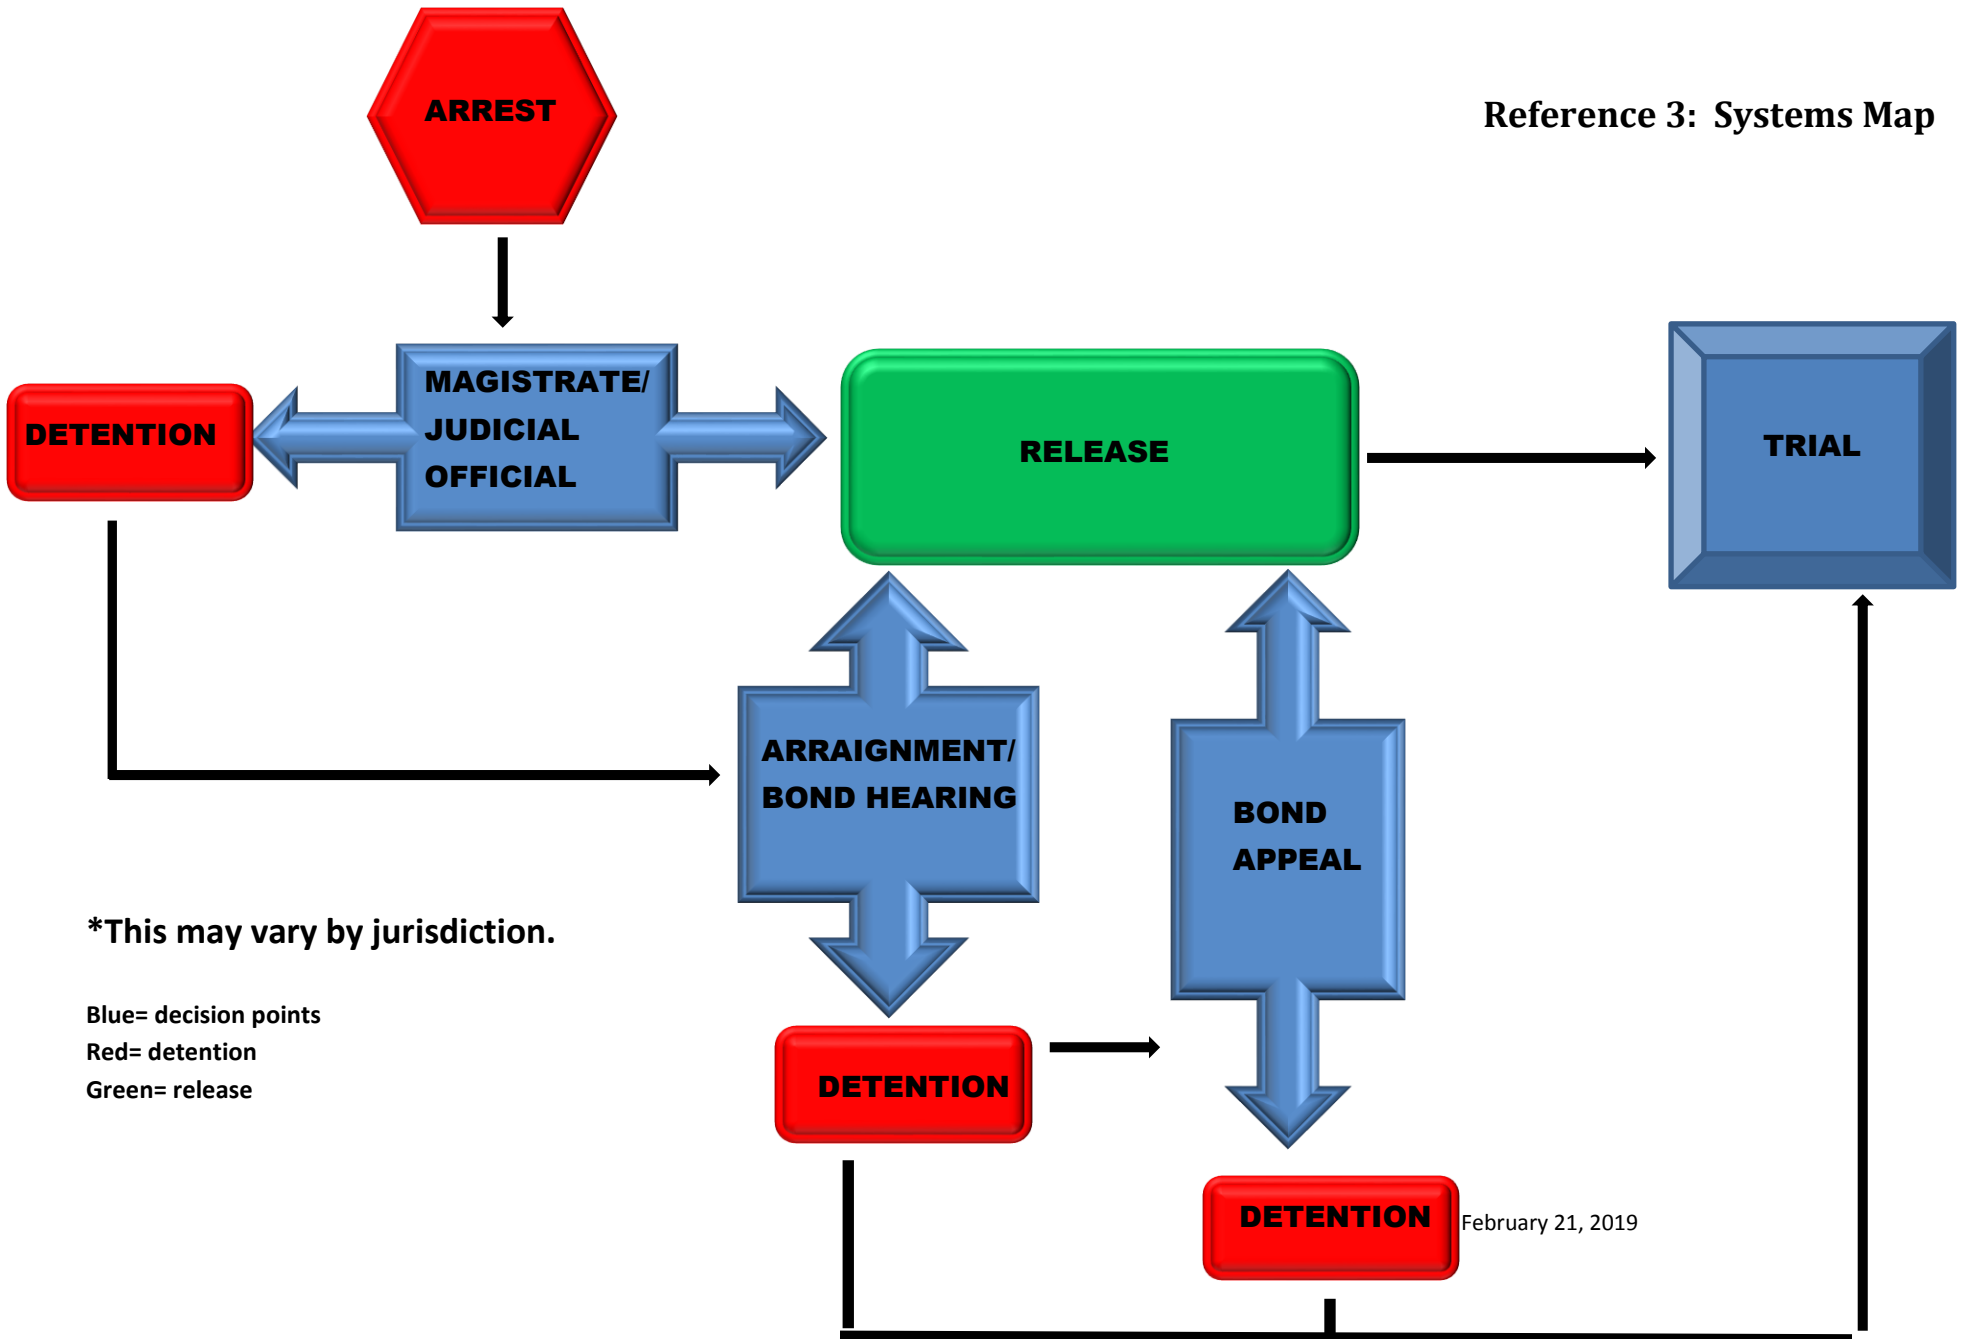 ARREST
Reference 3:  Systems Map
MAGISTRATE/
JUDICIAL
OFFICIAL
DETENTION
RELEASE
TRIAL
ARRAIGNMENT/
BOND HEARING
BOND
APPEAL
*This may vary by jurisdiction.
Blue= decision points
Red= detention
Green= release
DETENTION
DETENTION
February 21, 2019